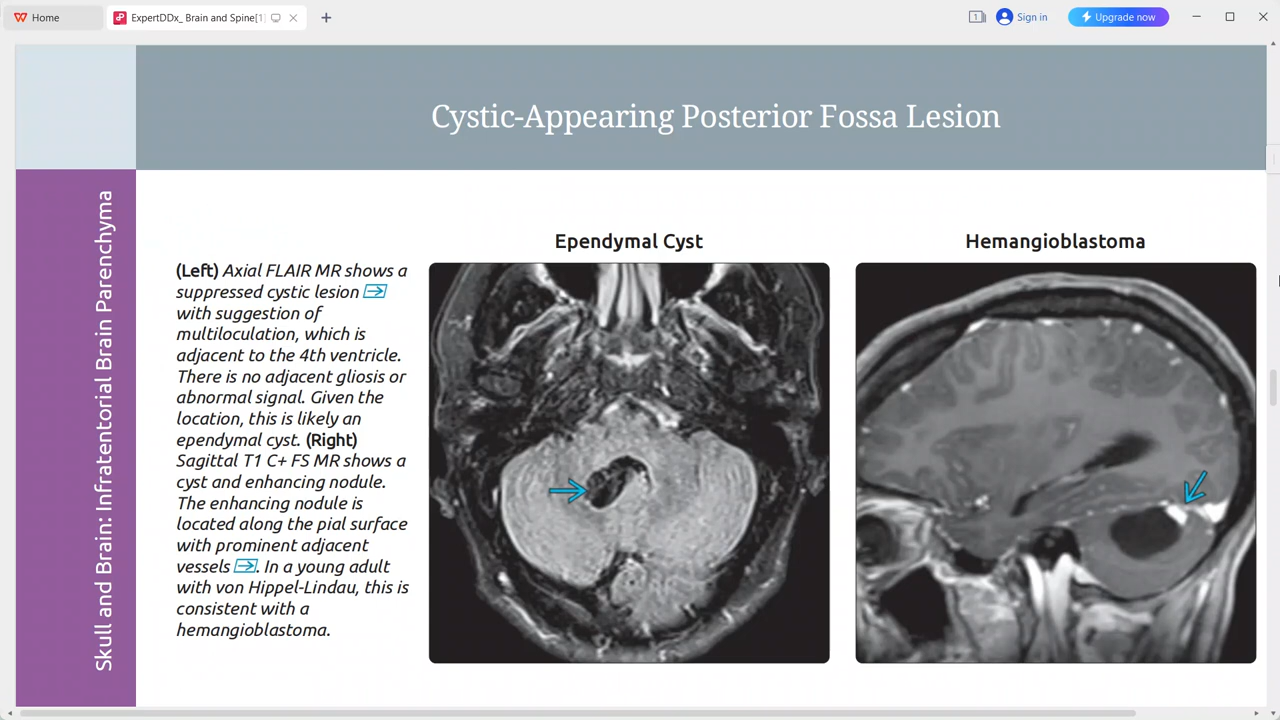 Home
ExpertDDx_ Brain and Spine[1]
1
Sign in
Upgrade now
Cystic-Appearing Posterior Fossa Lesion
Skull and Brain: Infratentorial Brain Parenchyma
(Left) Axial FLAIR MR shows a
suppressed cystic lesion
with suggestion of
multiloculation, which is
adjacent to the 4th ventricle.
There is no adjacent gliosis or
abnormal signal. Given the
location, this is likely an
ependymal cyst. (Right)
Sagittal T1 C+ FS MR shows a
cyst and enhancing nodule.
The enhancing nodule is
located along the pial surface
with prominent adjacent
vessels . In a young adult
with von Hippel-Lindau, this is
consistent with a
hemangioblastoma.
Ependymal Cyst
Hemangioblastoma